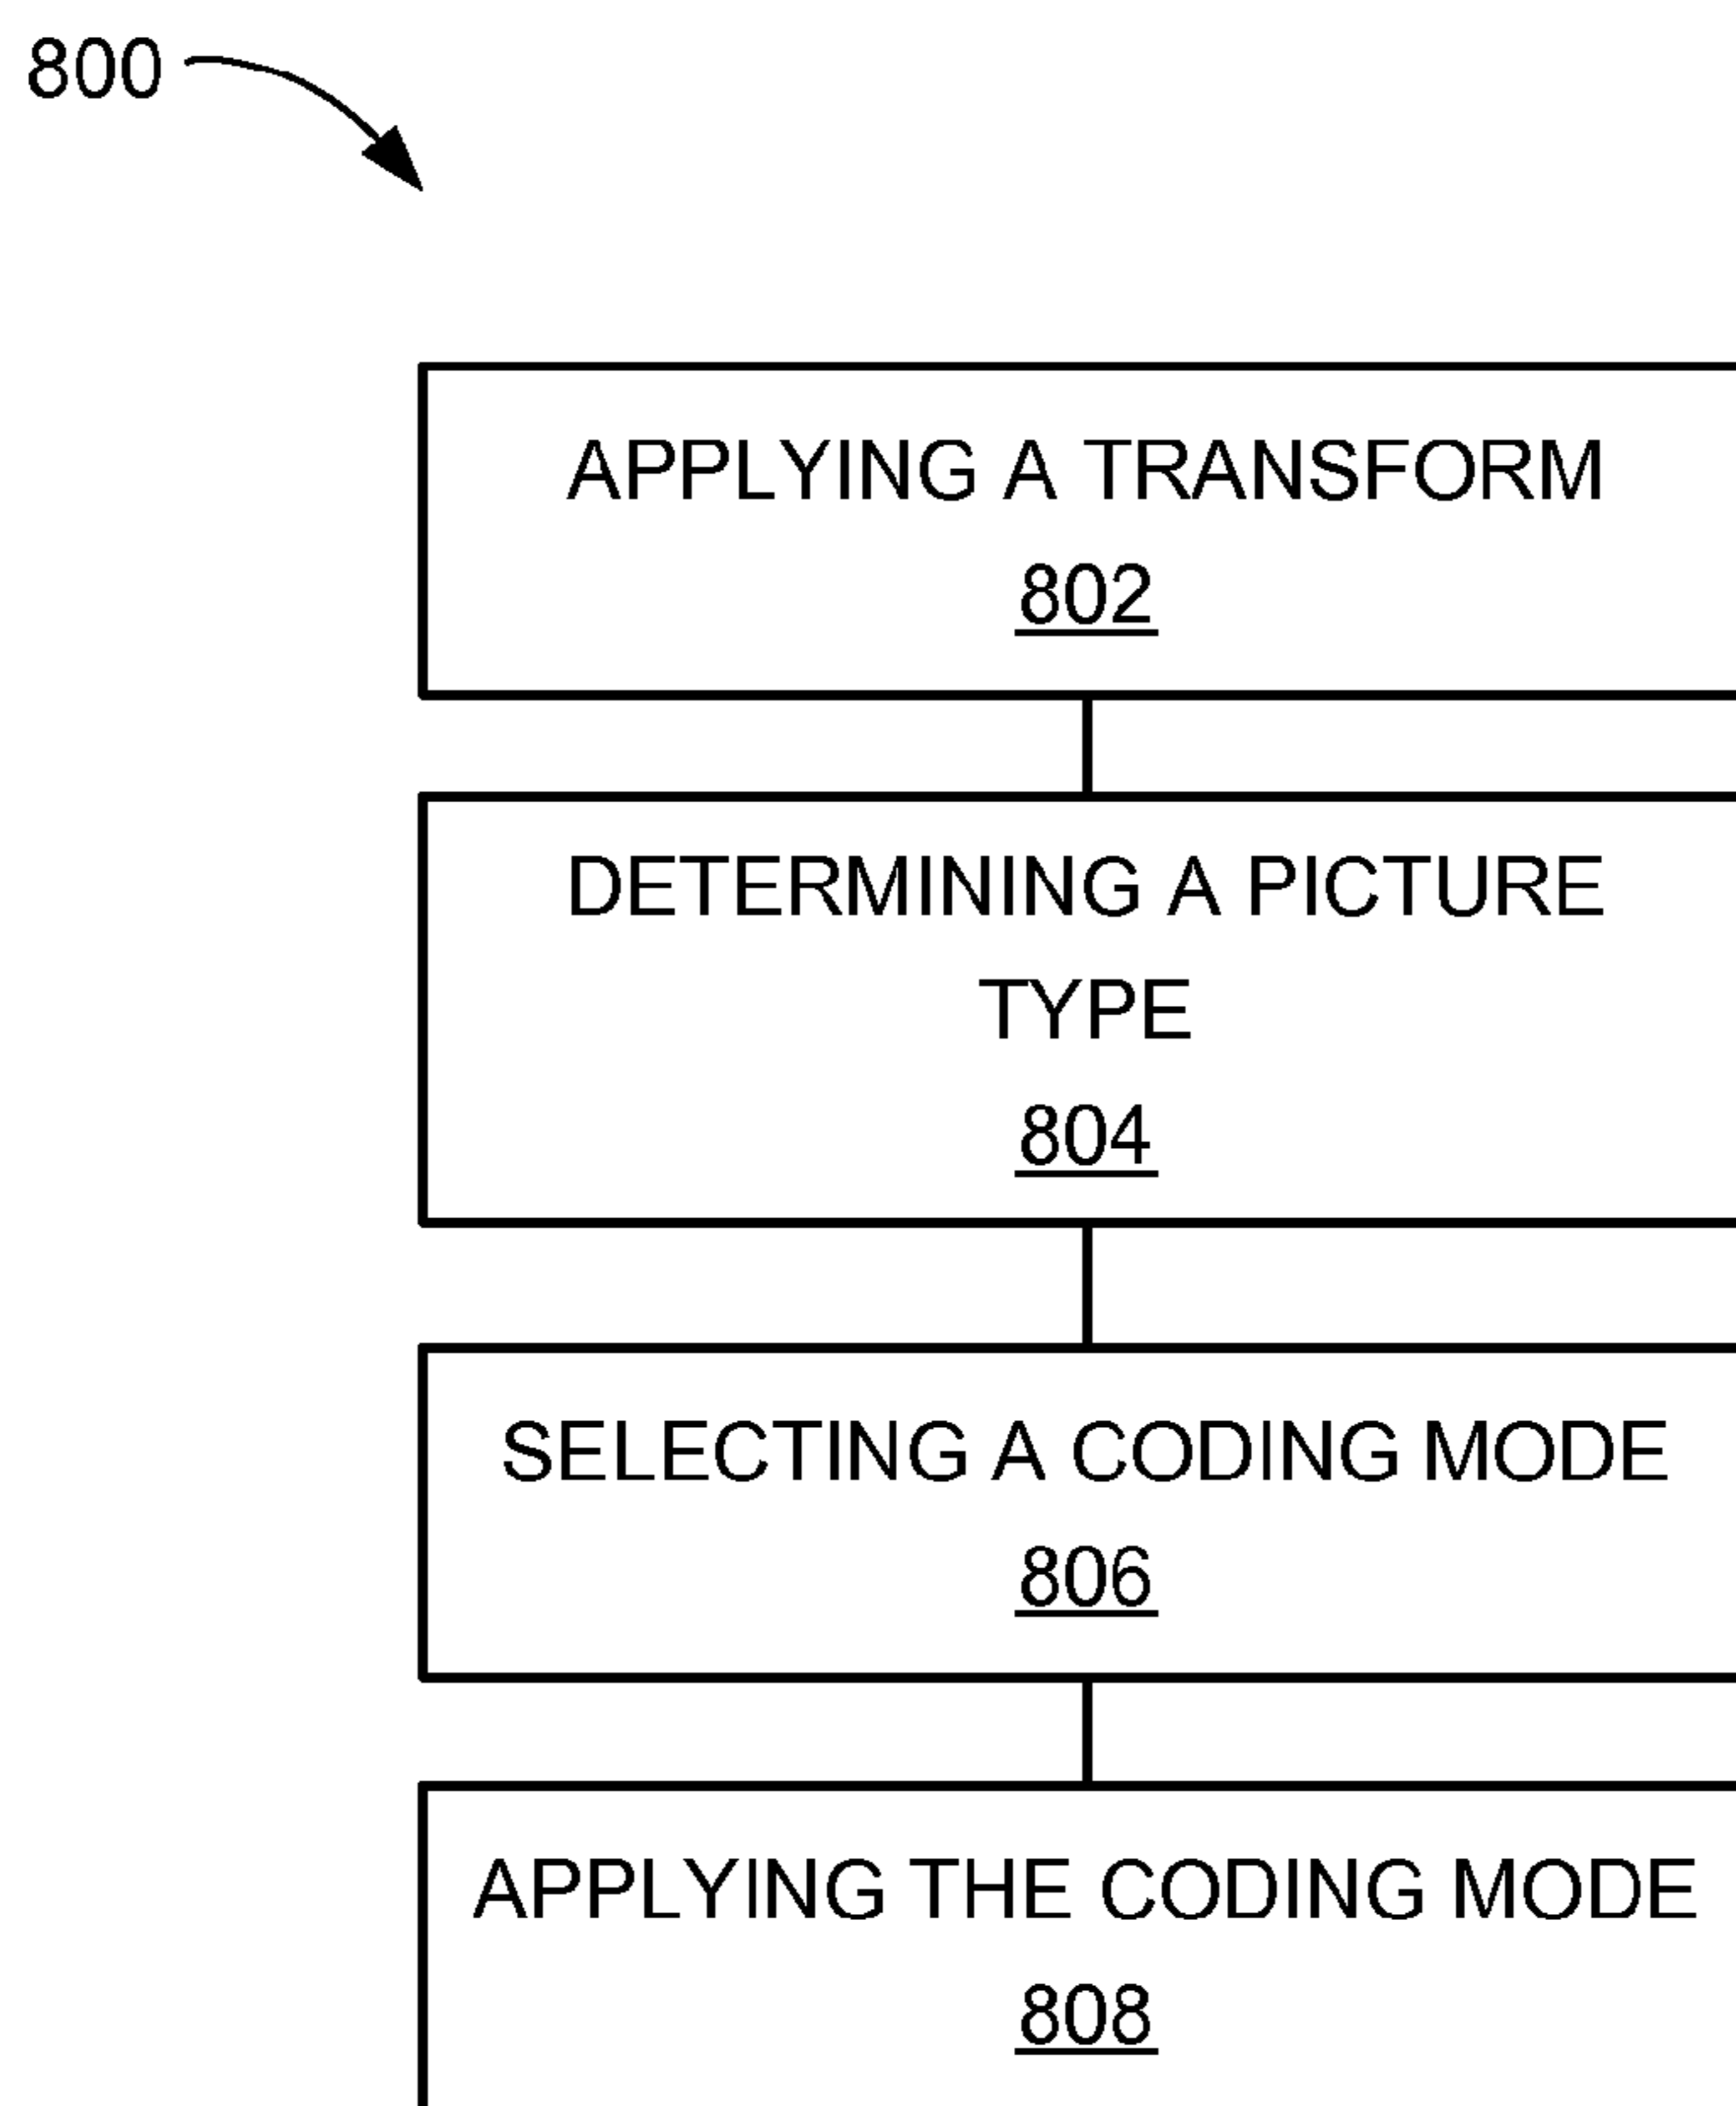 800
APPLYING A TRANSFORM
802
DETERMINING A PICTURE
TYPE
804
SELECTING A CODING MODE
806
APPLYING THE CODING MODE
808